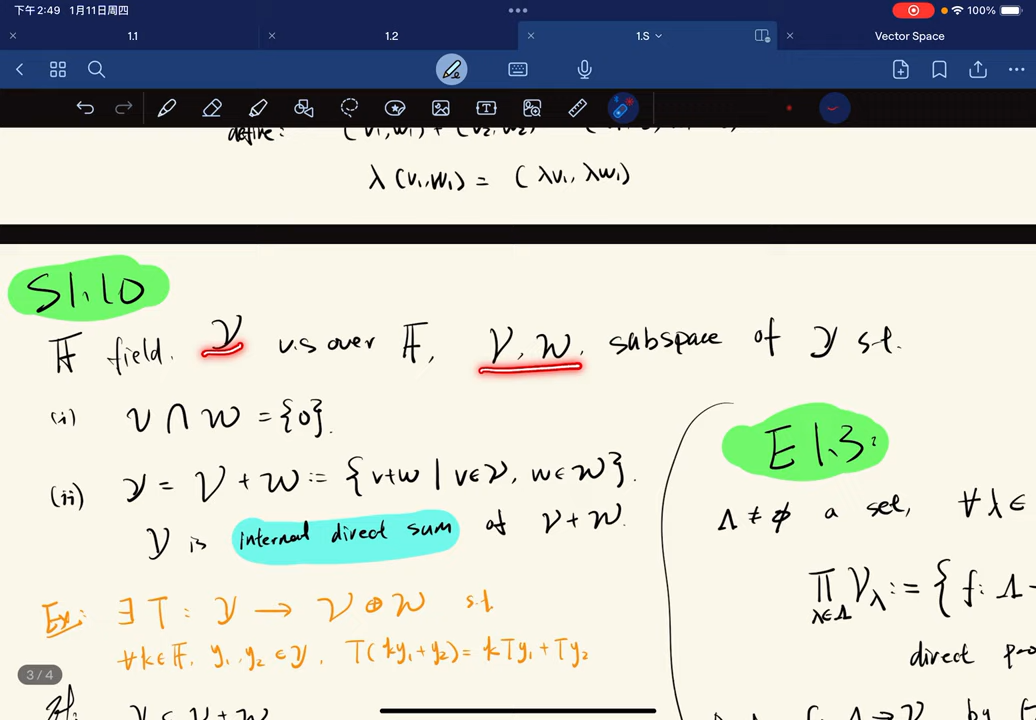 下午 2:49 1月11日周四
100%
1.1
1.2
1.S
Vector Space
define:
λ (v₁,w₁) = ( λv₁, λw₁)
S1.10
𝔽 field. 𝒴 v.s over 𝔽, 𝒱, 𝒲, subspace of 𝒴 s.t.
(i) 𝒱 ∩ 𝒲 = {0}.
(ii) 𝒴 = 𝒱 + 𝒲 := {v+w | v∈𝒱, w∈𝒲}.
𝒴 is internal direct sum of 𝒱 + 𝒲.
Ex: ∃ T: 𝒴 → 𝒱 ⊕ 𝒲 s.t
∀k∈𝔽, y₁, y₂ ∈𝒴, T(ky₁+y₂) = kTy₁ + Ty₂
3 / 4
E 1.3:
Λ ≠ ϕ a set, ∀λ ∈
∏ 𝒱_λ := { f: Λ
λ∈Λ
direct